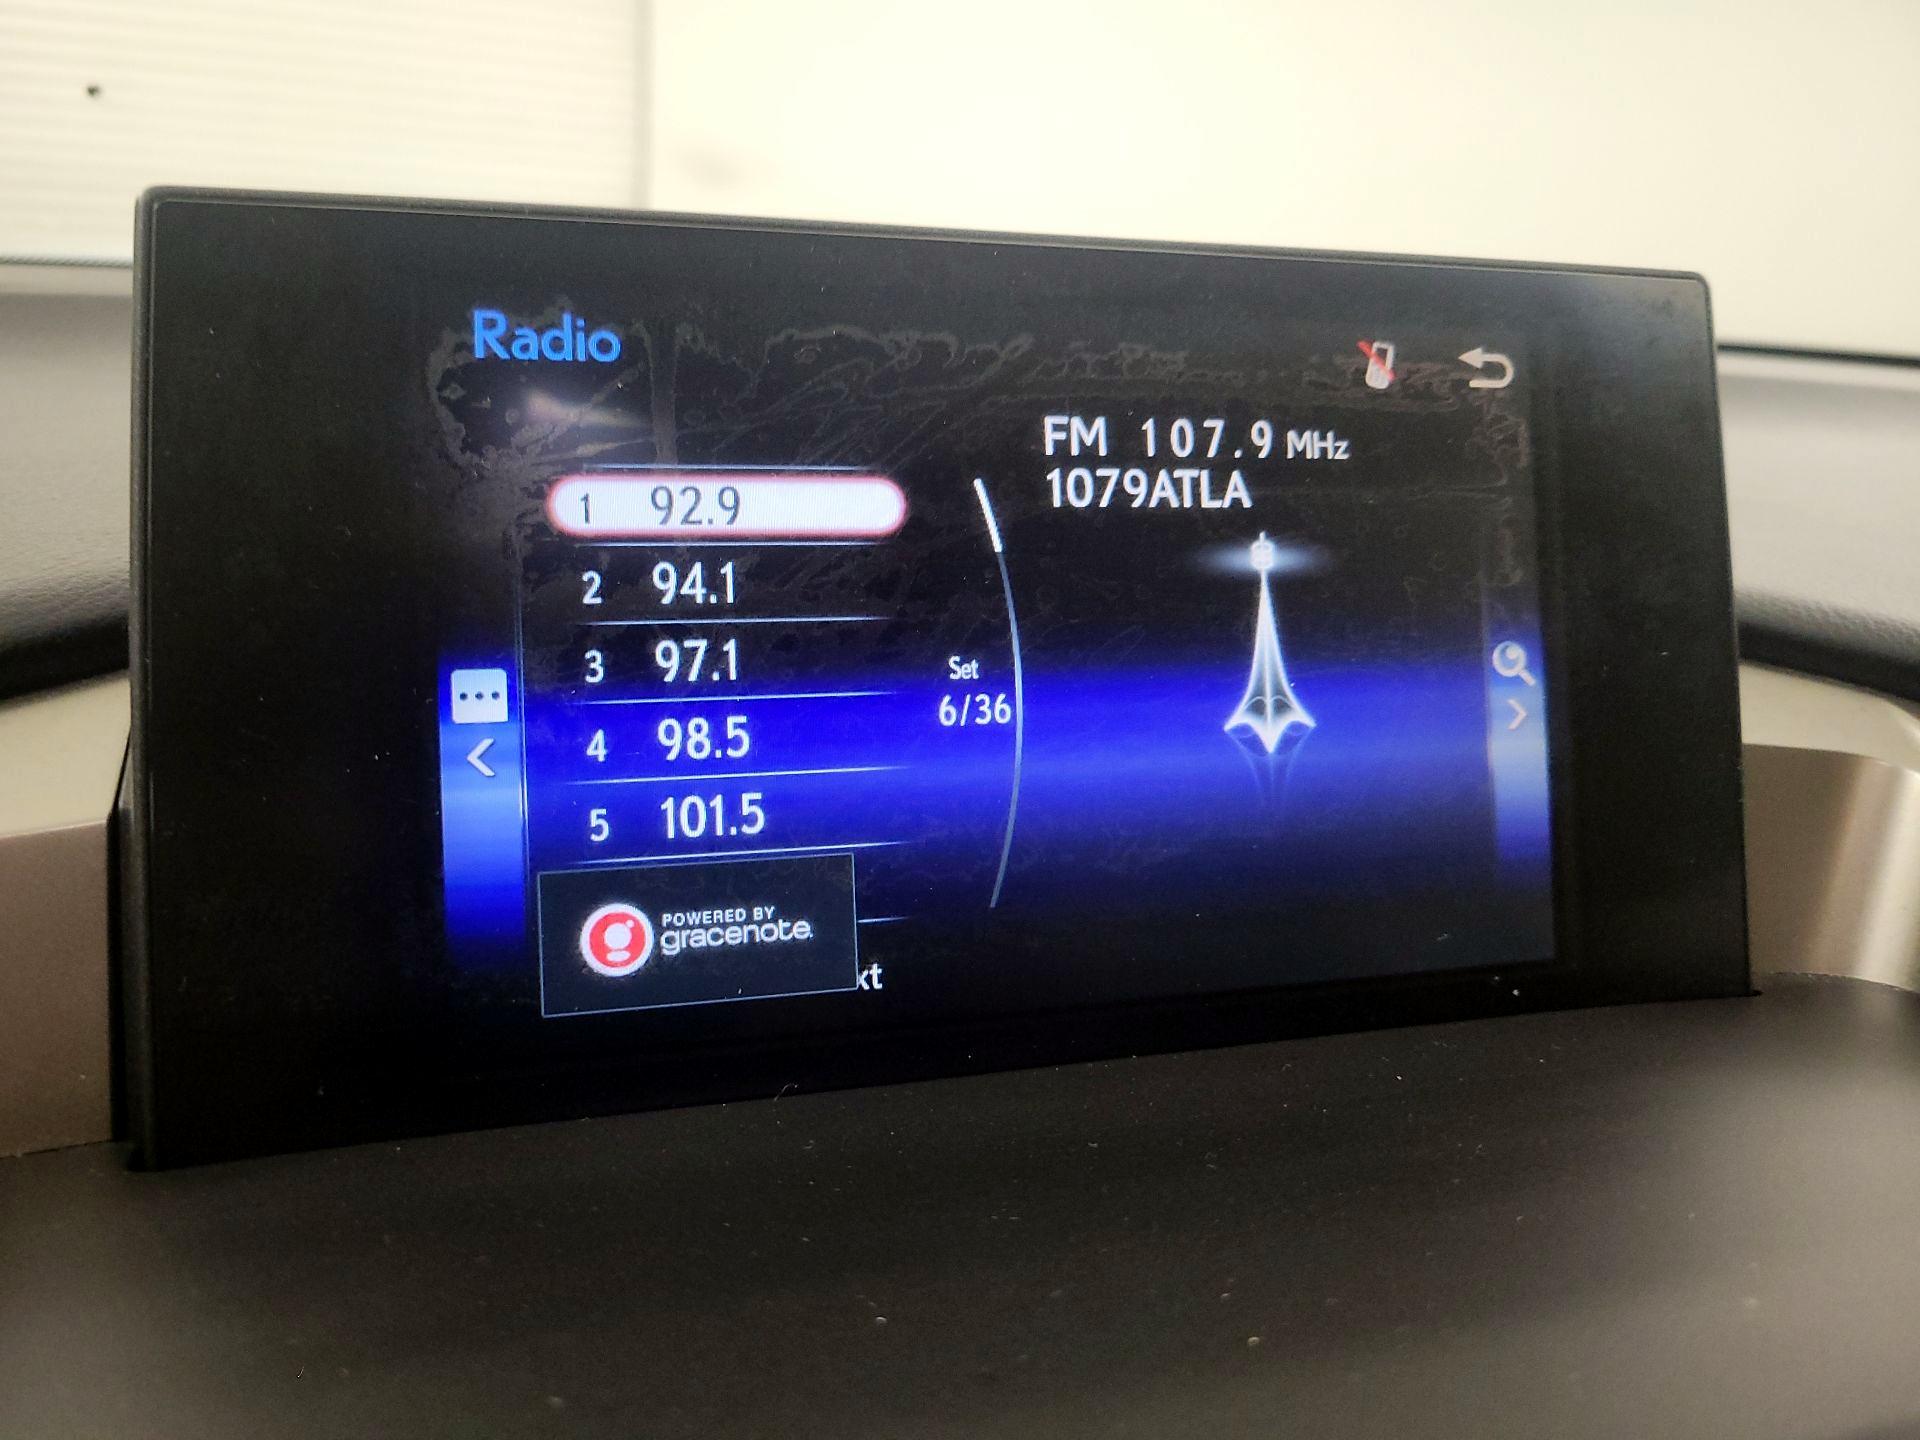 Radio
FM 107.9 MHz
1079ATLA
1 92.9
2 94.1
3 97.1
4 98.5
5 101.5
Set
6/36
POWERED BY
gracenote.
xt